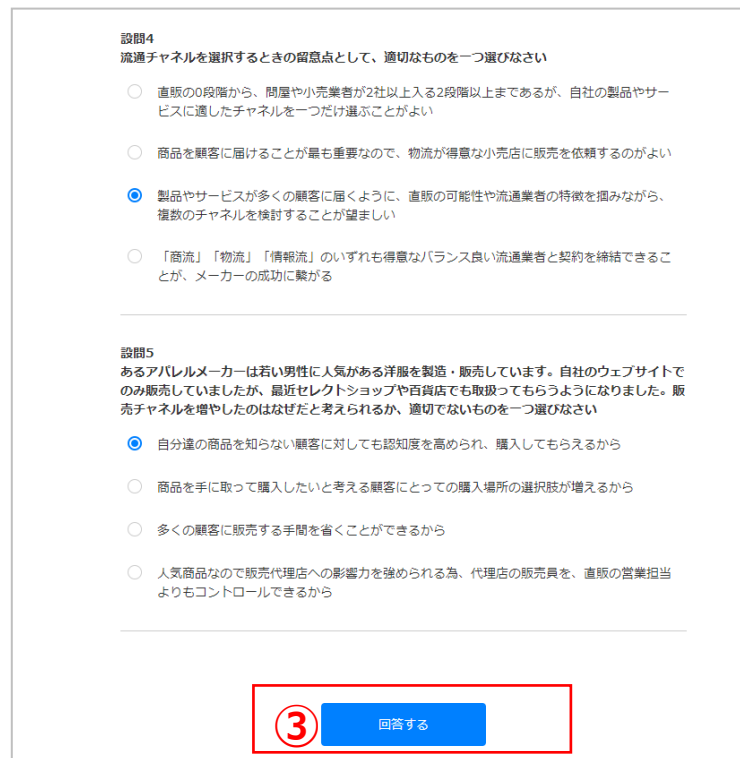 設問4
流通チャネルを選択するときの留意点として、適切なものを一つ選びなさい
直販の0段階から、問屋や小売業者が2社以上入る2段階以上まであるが、自社の製品やサー
ビスに適したチャネルを一つだけ選ぶことがよい
商品を顧客に届けることが最も重要なので、物流が得意な小売店に販売を依頼するのがよい
製品やサービスが多くの顧客に届くように、直販の可能性や流通業者の特徴を掴みながら、
複数のチャネルを検討することが望ましい
「商流」「物流」「情報流」のいずれも得意なバランス良い流通業者と契約を締結できるこ
とが、メーカーの成功に繋がる
設問5
あるアパレルメーカーは若い男性に人気がある洋服を製造・販売しています。自社のウェブサイトで
のみ販売していましたが、最近セレクトショップや百貨店でも取扱ってもらうようになりました。販
売チャネルを増やしたのはなぜだと考えられるか、適切でないものを一つ選びなさい
自分達の商品を知らない顧客に対しても認知度を高められ、購入してもらえるから
商品を手に取って購入したいと考える顧客にとっての購入場所の選択肢が増えるから
多くの顧客に販売する手間を省くことができるから
人気商品なので販売代理店への影響力を強められる為、代理店の販売員を、直販の営業担当
よりもコントロールできるから
③ 回答する